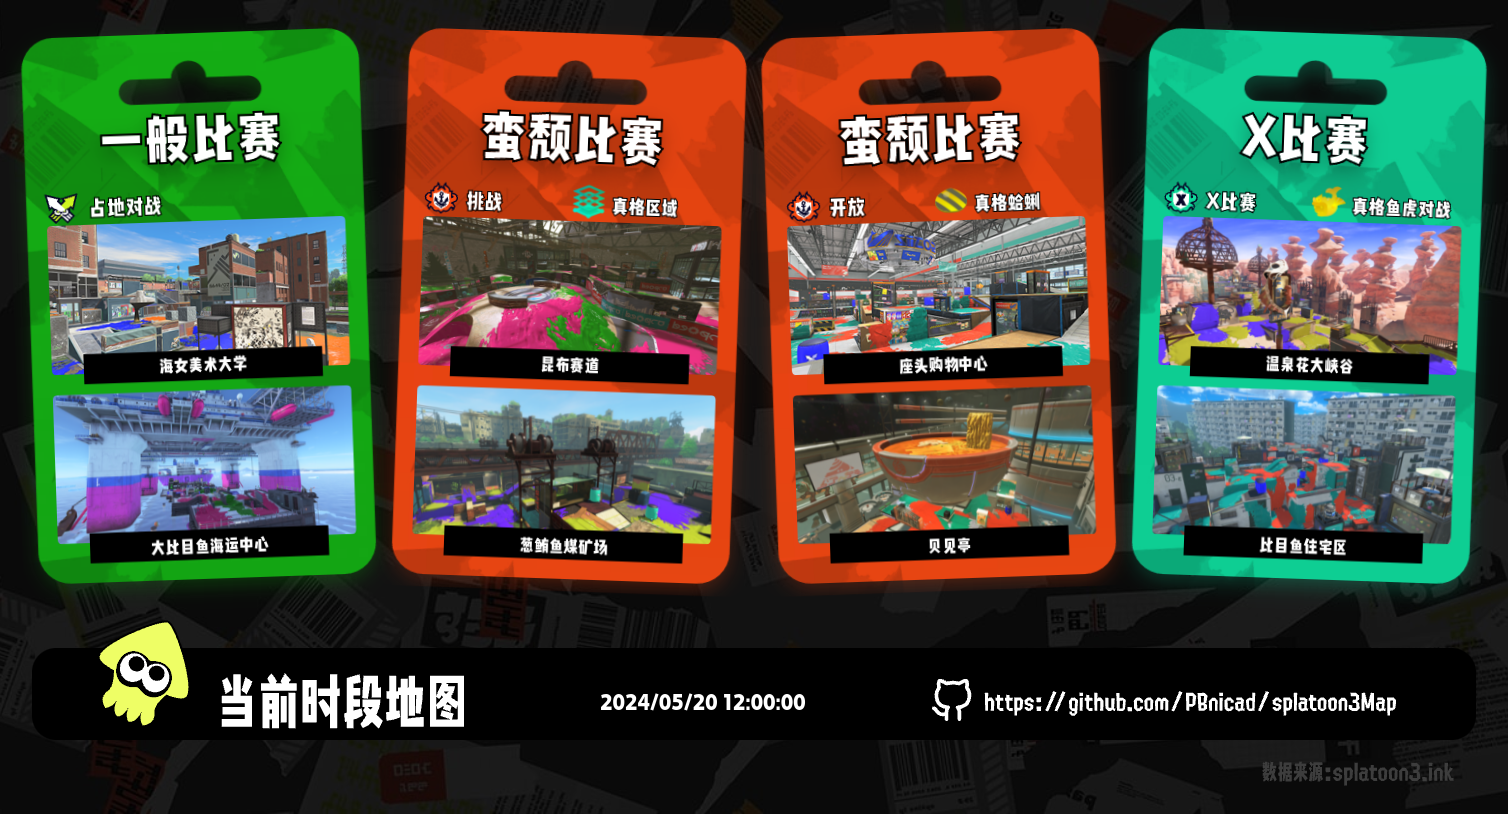 一般比赛
占地对战
海女美术大学
大比目鱼海运中心
蛮颓比赛
挑战
真格区域
昆布赛道
葱鲔鱼煤矿场
蛮颓比赛
开放
真格蛤蜊
座头购物中心
贝贝亭
X比赛
X比赛
真格鱼虎对战
温泉花大峡谷
比目鱼住宅区
当前时段地图
2024/05/20 12:00:00
https://github.com/PBnicad/splatoon3Map
数据来源:splatoon3.ink